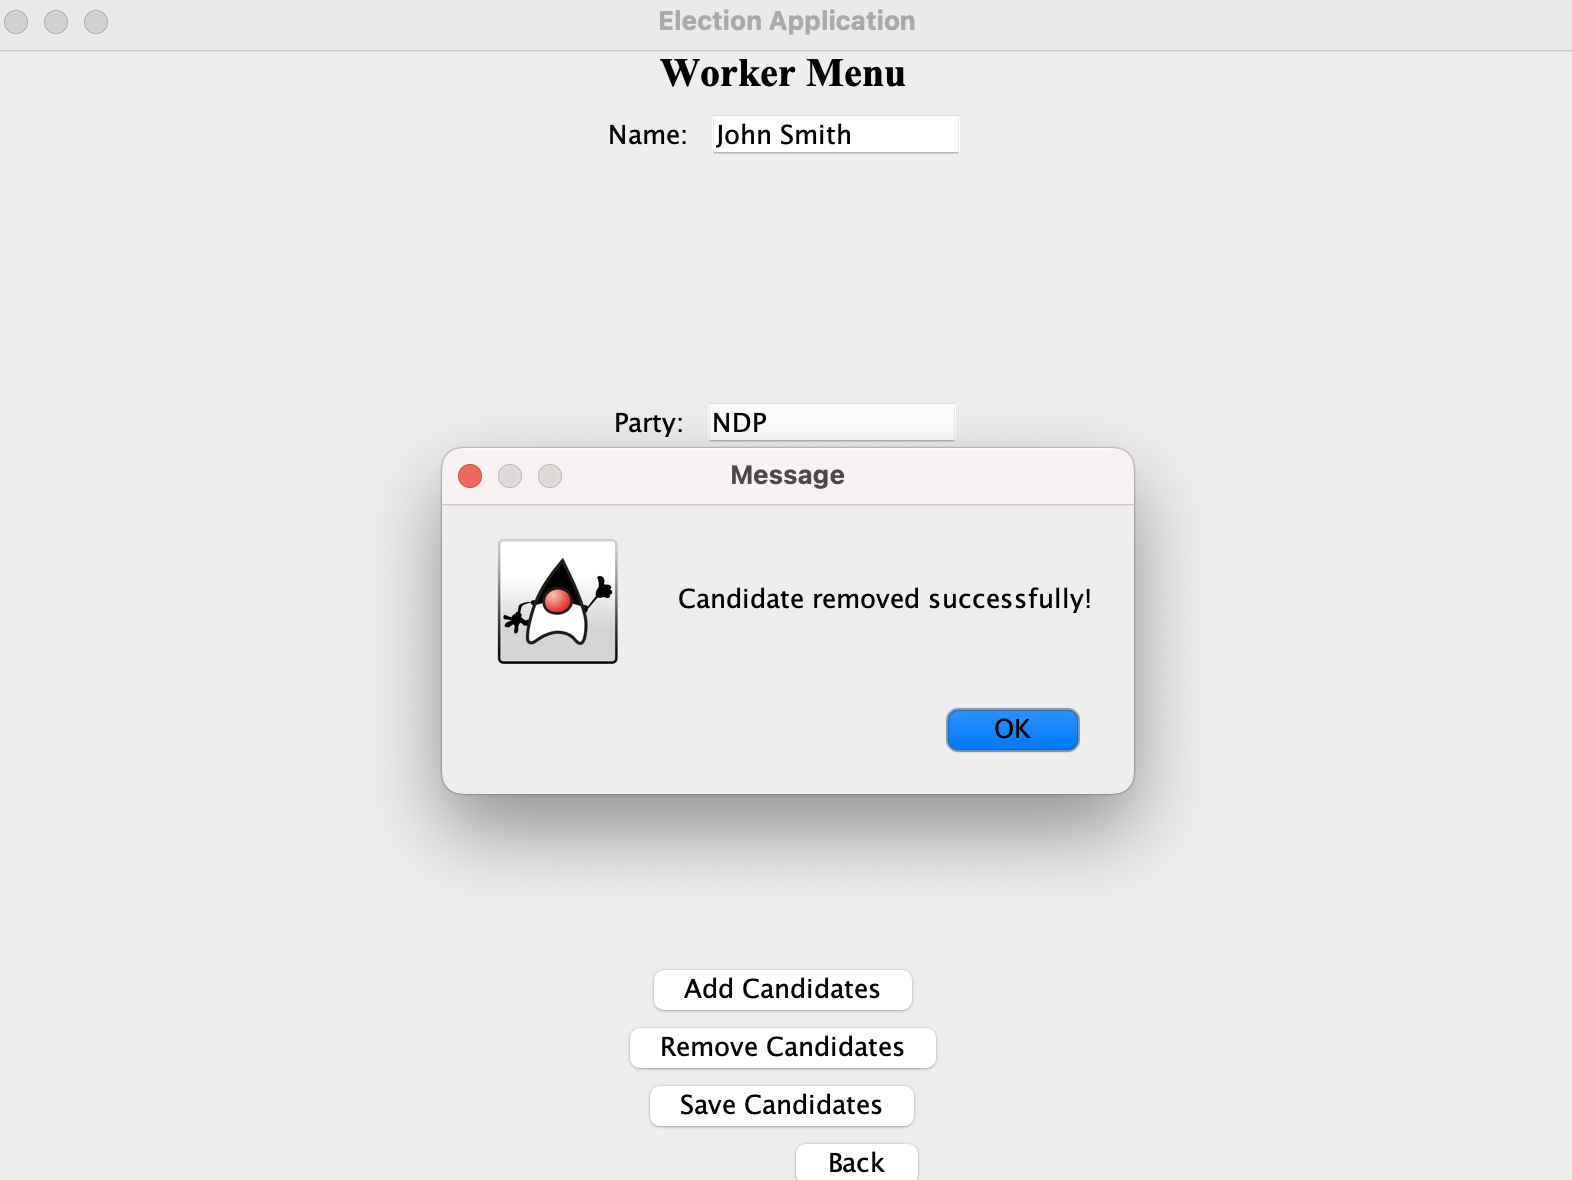 Election Application
Worker Menu
Name: John Smith
Party: NDP
Message
Candidate removed successfully!
OK
Add Candidates
Remove Candidates
Save Candidates
Back